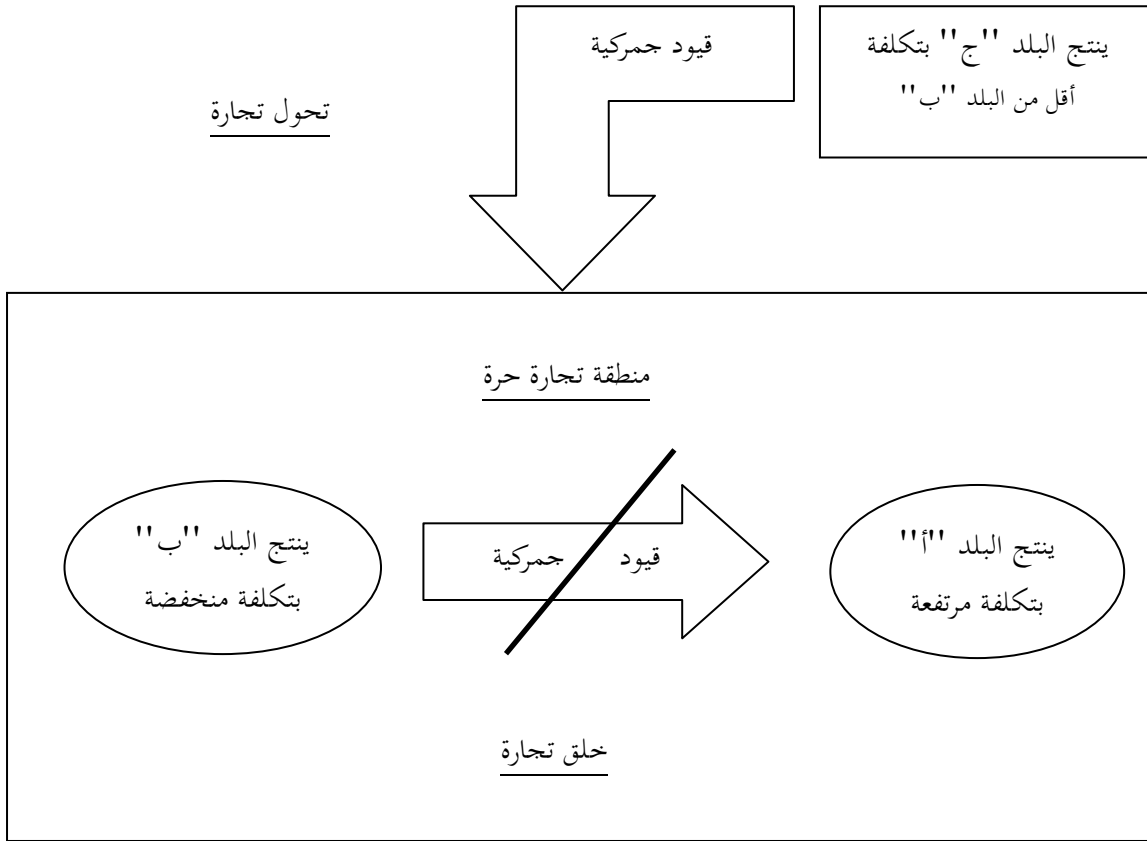 ينتج البلد ''ج'' بتكلفة
أقل من البلد ''ب''
قيود جمركية
تحول تجارة
منطقة تجارة حرة
ينتج البلد ''أ''
بتكلفة مرتفعة
قيود جمركية
ينتج البلد ''ب''
بتكلفة منخفضة
خلق تجارة